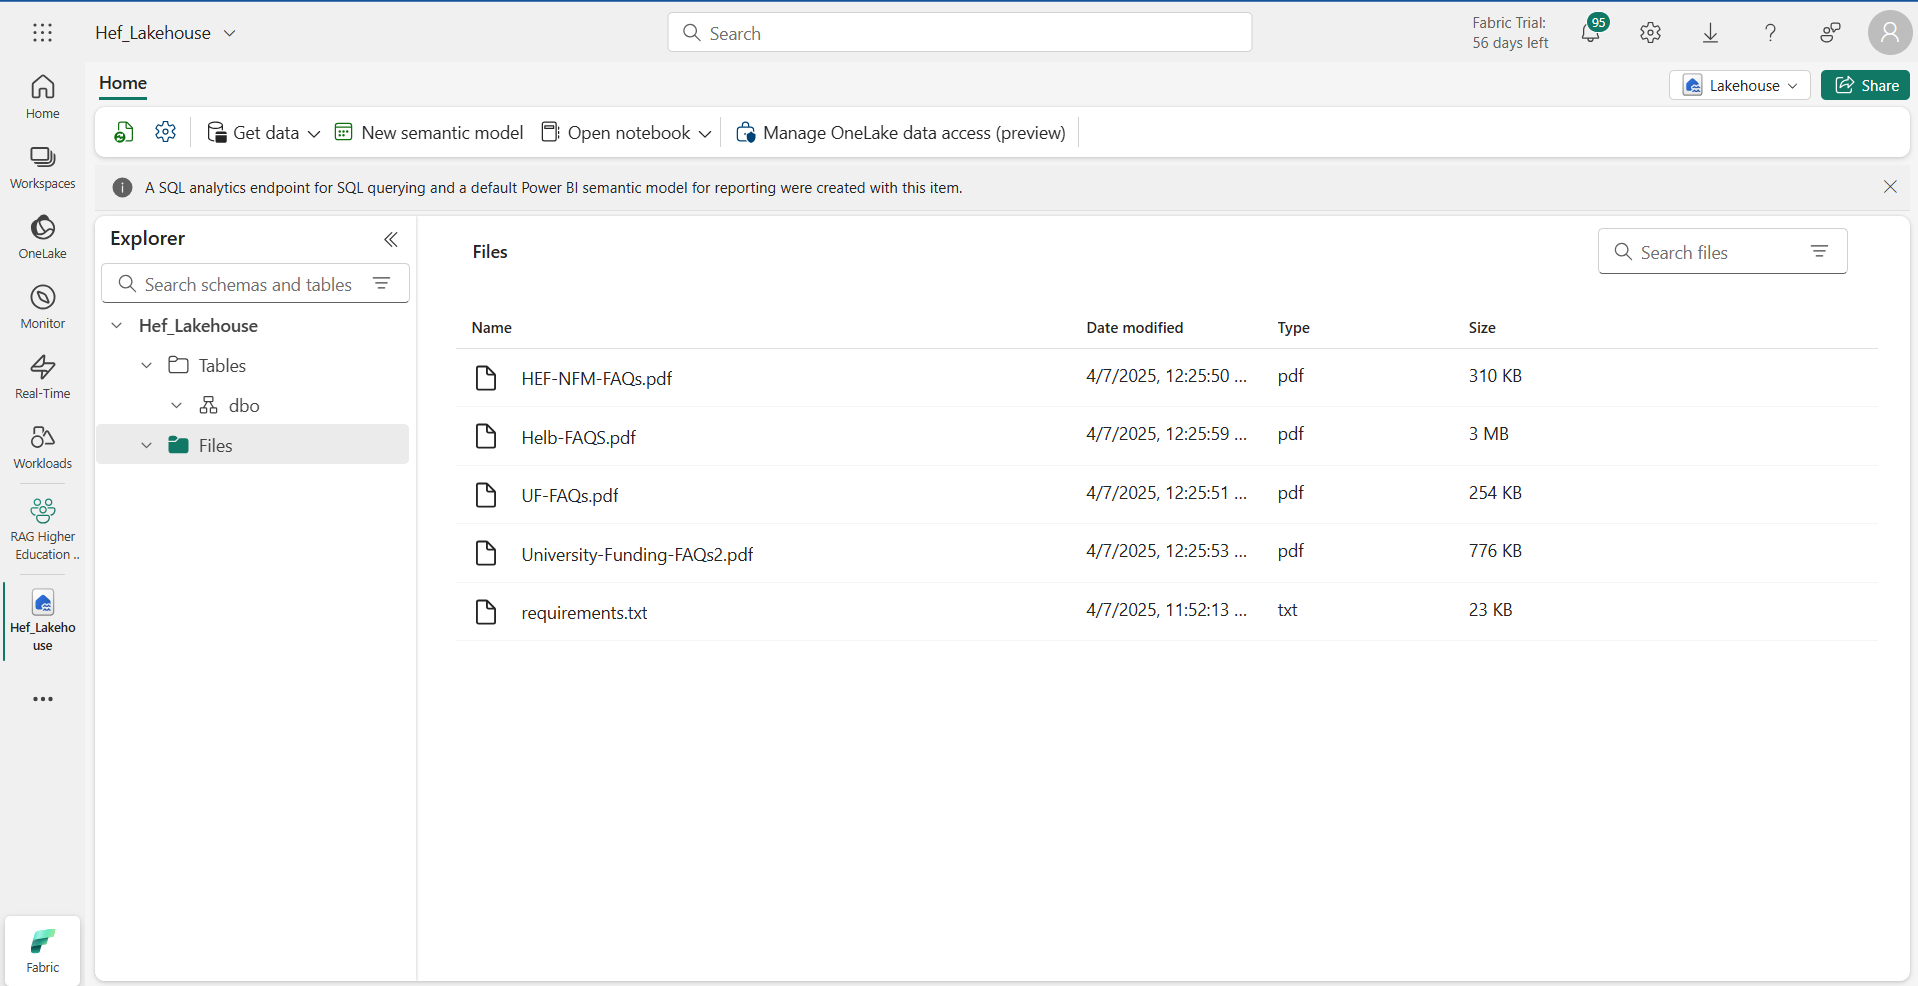 Hef_Lakehouse
Search
Fabric Trial:
56 days left
95
Home
Workspaces
OneLake
Monitor
Real-Time
Workloads
RAG Higher
Education ..
Hef_Lakeho
use
Fabric
Home
Lakehouse
Share
Get data
New semantic model
Open notebook
Manage OneLake data access (preview)
A SQL analytics endpoint for SQL querying and a default Power BI semantic model for reporting were created with this item.
Explorer
Search schemas and tables
Hef_Lakehouse
Tables
dbo
Files
Files
Search files
Name Date modified Type Size
HEF-NFM-FAQs.pdf 4/7/2025, 12:25:50 ... pdf 310 KB
Helb-FAQS.pdf 4/7/2025, 12:25:59 ... pdf 3 MB
UF-FAQs.pdf 4/7/2025, 12:25:51 ... pdf 254 KB
University-Funding-FAQs2.pdf 4/7/2025, 12:25:53 ... pdf 776 KB
requirements.txt 4/7/2025, 11:52:13 ... txt 23 KB